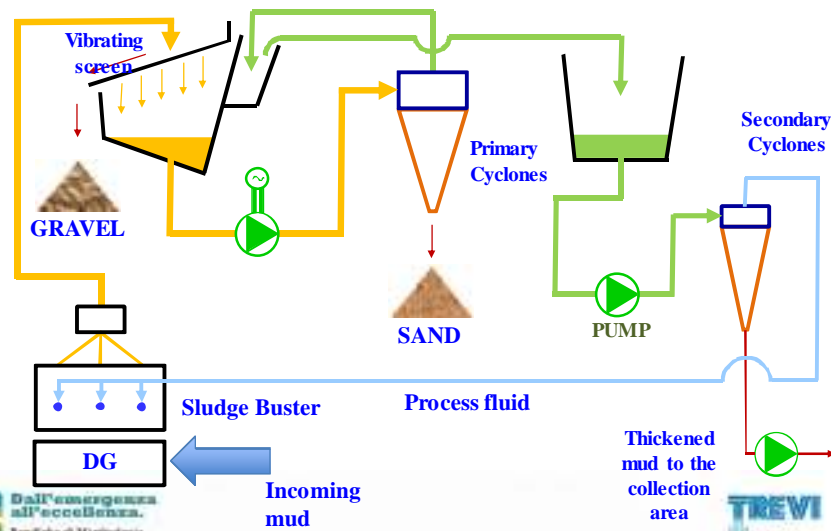 Vibrating
screen
GRAVEL
Primary
Cyclones
SAND
Secondary
Cyclones
PUMP
Sludge Buster
Process fluid
DG
Incoming
mud
Thickened
mud to the
collection
area
Dall'emergenza
all'eccellenza.
TREVI